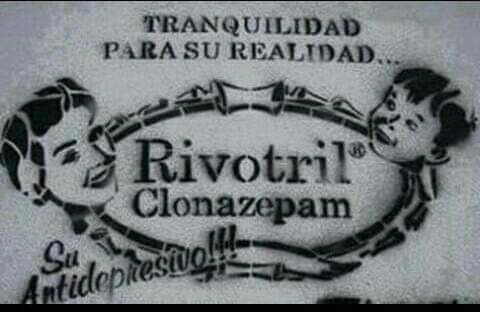 TRANQUILIDAD
PARA SU REALIDAD...
Rivotril®
Clonazepam
Su
Antidepresivo!!!